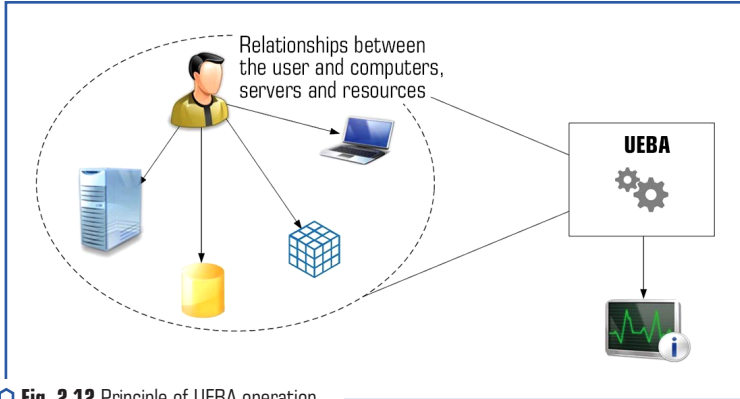 Relationships between
the user and computers,
servers and resources
UEBA
i
Fig. 2.12 Principle of UEBA operation